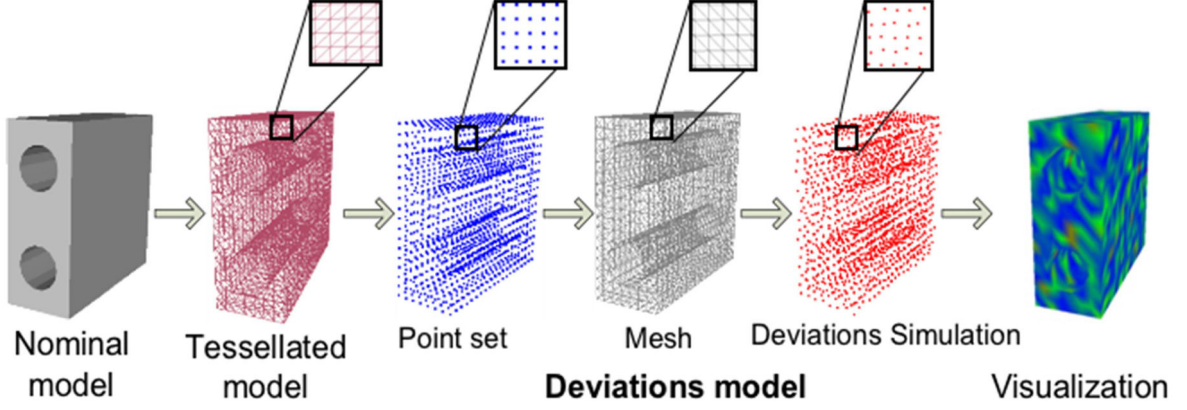 Nominal
model
Tessellated
model
Point set
Mesh
Deviations Simulation
Deviations model
Visualization